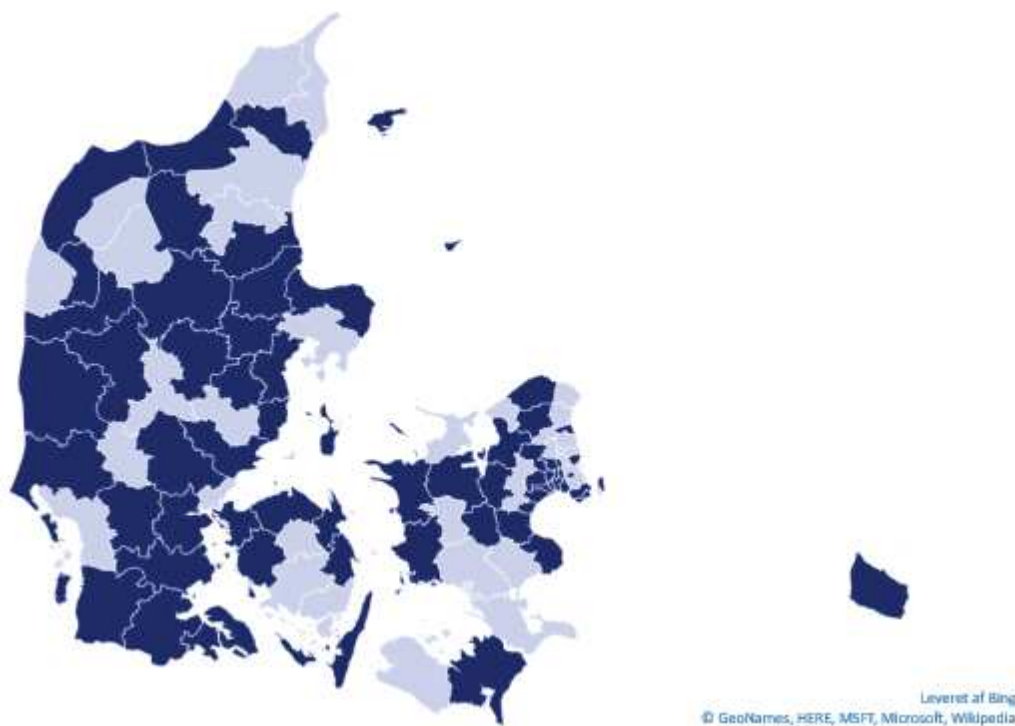 Leveret af Bing
© GeoNames, HERE, MSFT, Microsoft, Wikipedia